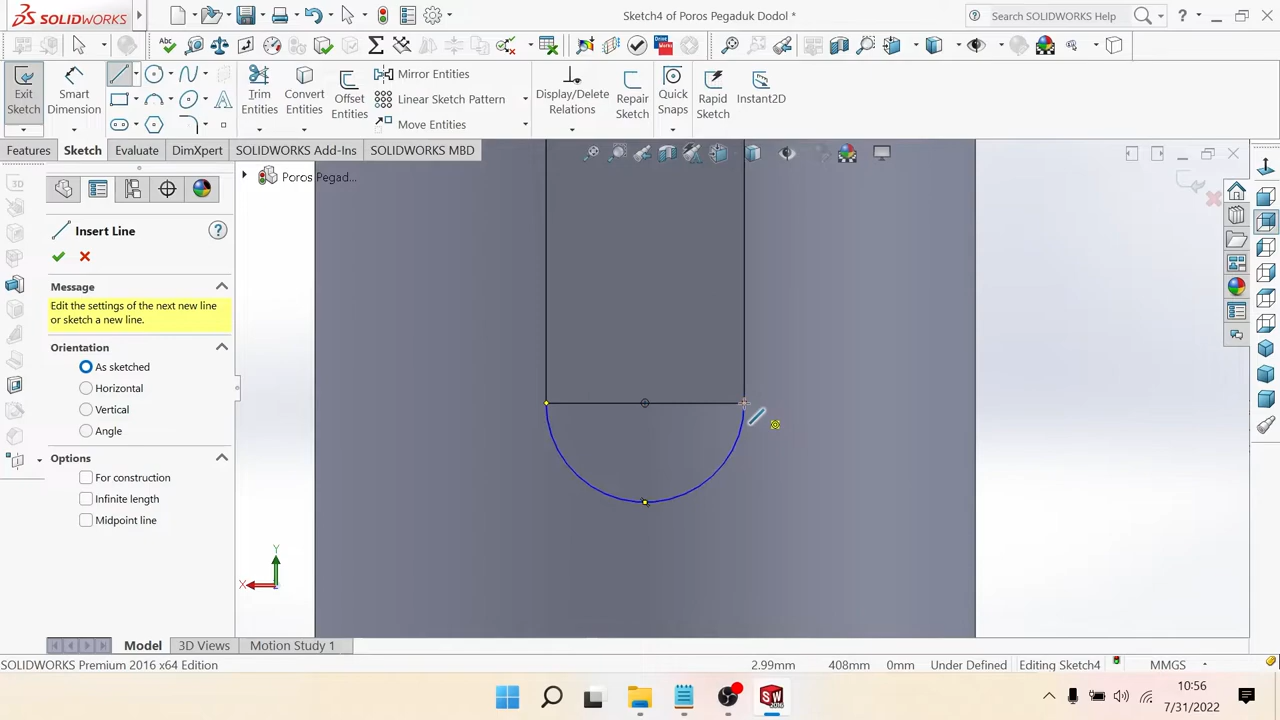 SOLIDWORKS
Sketch4 of Poros Pegaduk Dodol *
Search SOLIDWORKS Help
Exit Sketch
Smart Dimension
Trim Entities
Convert Entities
Offset Entities
Mirror Entities
Linear Sketch Pattern
Move Entities
Display/Delete Relations
Repair Sketch
Quick Snaps
Rapid Sketch
Instant2D
Features
Sketch
Evaluate
DimXpert
SOLIDWORKS Add-Ins
SOLIDWORKS MBD
Poros Pegad...
Insert Line
Message
Edit the settings of the next new line
or sketch a new line.
Orientation
As sketched
Horizontal
Vertical
Angle
Options
For construction
Infinite length
Midpoint line
Y
X
Model
3D Views
Motion Study 1
SOLIDWORKS Premium 2016 x64 Edition
2.99mm
408mm
0mm
Under Defined
Editing Sketch4
MMGS
10:56
7/31/2022